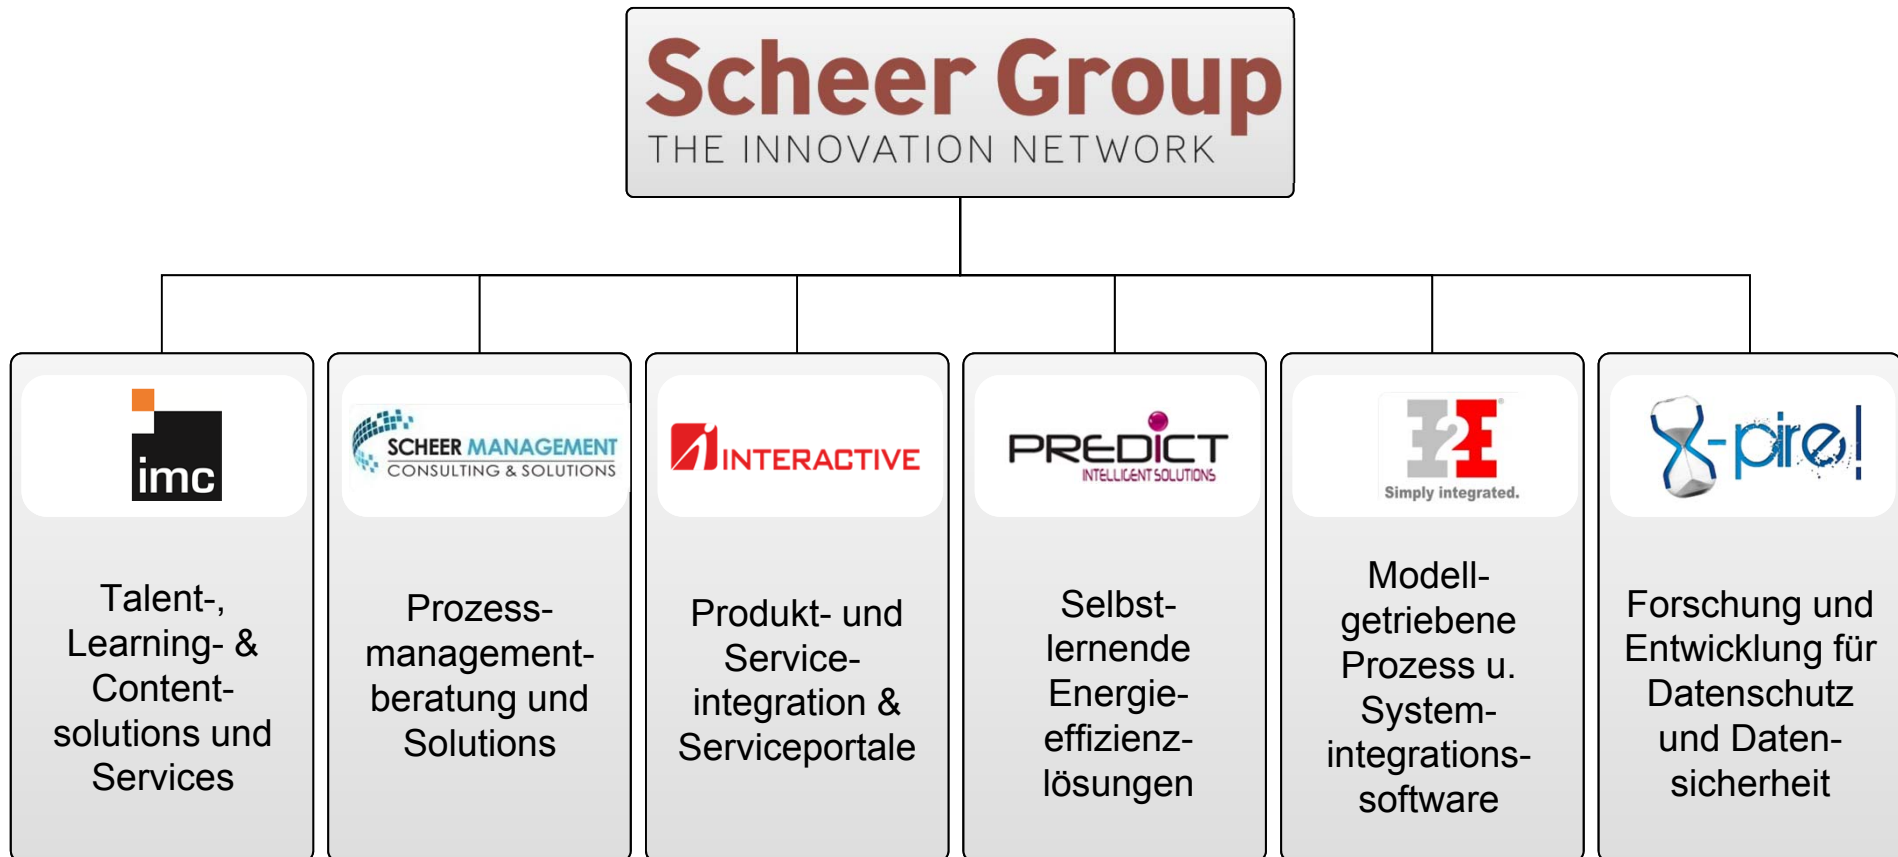 Scheer Group
THE INNOVATION NETWORK
imc
Talent-,
Learning- &
Content-
solutions und
Services
SCHEER MANAGEMENT
CONSULTING & SOLUTIONS
Prozess-
management-
beratung und
Solutions
INTERACTIVE
Produkt- und
Service-
integration &
Serviceportale
PREDICT
INTELLIGENT SOLUTIONS
Selbst-
lernende
Energie-
effizienz-
lösungen
E2E®
Simply integrated.
Modell-
getriebene
Prozess u.
System-
integrations-
software
X-pire!
Forschung und
Entwicklung für
Datenschutz
und Daten-
sicherheit